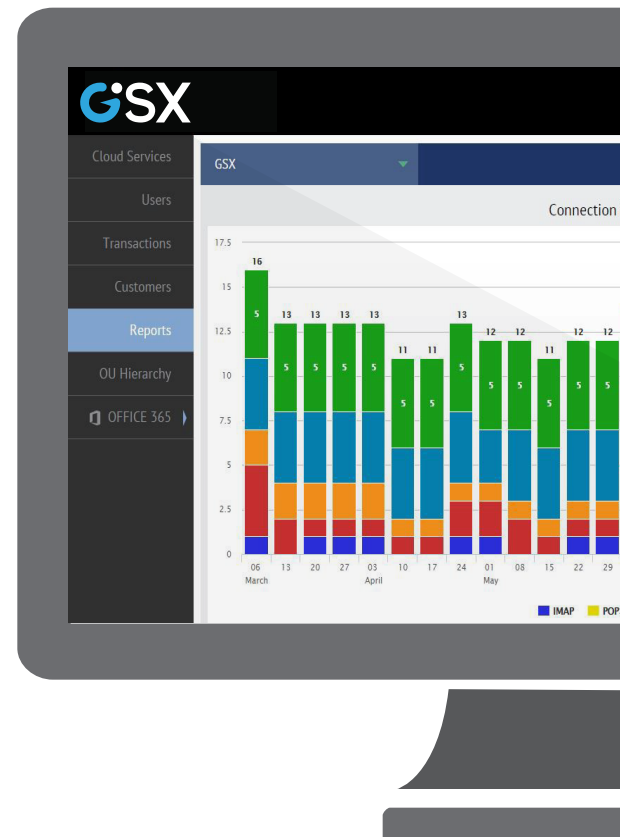 GSX
Cloud Services
Users
Transactions
Customers
Reports
OU Hierarchy
OFFICE 365
GSX
Connection
17.5
15
12.5
10
7.5
5
2.5
0
16 13 13 13 13 11 11 13 12 12 11 12 12
5 5 5 5 5 5 5 5 5 5 5 5 5
06 13 20 27 03 10 17 24 01 08 15 22 29
March April May
IMAP POP